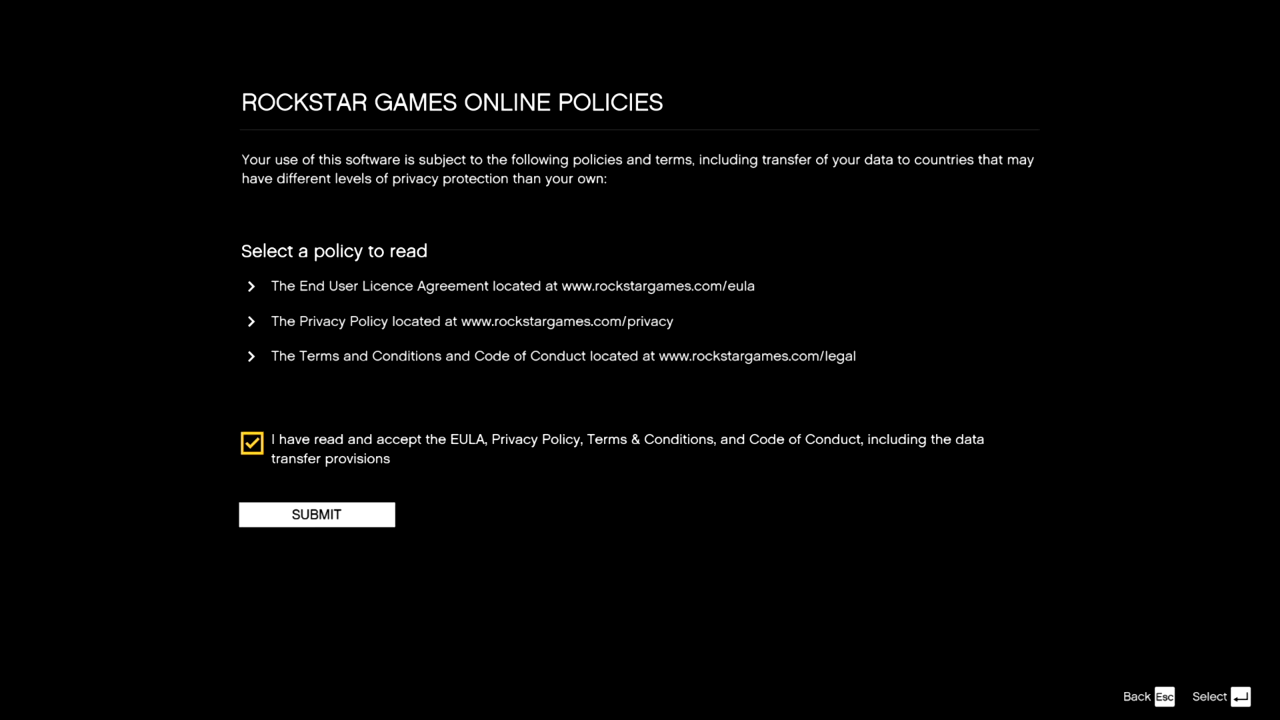 ROCKSTAR GAMES ONLINE POLICIES
Your use of this software is subject to the following policies and terms, including transfer of your data to countries that may
have different levels of privacy protection than your own:
Select a policy to read
The End User Licence Agreement located at www.rockstargames.com/eula
The Privacy Policy located at www.rockstargames.com/privacy
The Terms and Conditions and Code of Conduct located at www.rockstargames.com/legal
I have read and accept the EULA, Privacy Policy, Terms & Conditions, and Code of Conduct, including the data
transfer provisions
SUBMIT
Back Esc Select